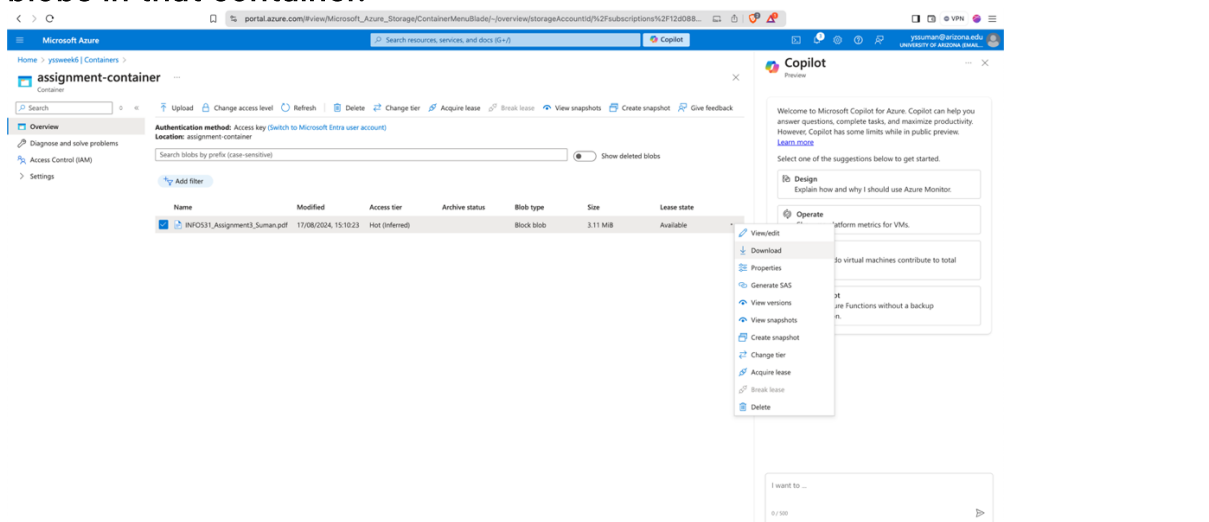 blobs in that container.
portal.azure.com/#view/Microsoft_Azure_Storage/ContainerMenuBlade/~/overview/storageAccountId/%2Fsubscriptions%2F12d088...
VPN
Microsoft Azure
Search resources, services, and docs (G+/)
Copilot
yssuman@arizona.edu
UNIVERSITY OF ARIZONA (EMAIL...
Home > yssweek6 | Containers >
assignment-container ...
Container
Search
Overview
Diagnose and solve problems
Access Control (IAM)
Settings
Upload Change access level Refresh Delete Change tier Acquire lease Break lease View snapshots Create snapshot Give feedback
Authentication method: Access key (Switch to Microsoft Entra user account)
Location: assignment-container
Search blobs by prefix (case-sensitive)
Show deleted blobs
Add filter
Name Modified Access tier Archive status Blob type Size Lease state
INFO531_Assignment3_Suman.pdf 17/08/2024, 15:10:23 Hot (Inferred) Block blob 3.11 MiB Available
View/edit
Download
Properties
Generate SAS
View versions
View snapshots
Create snapshot
Change tier
Acquire lease
Break lease
Delete
Copilot
Preview
Welcome to Microsoft Copilot for Azure. Copilot can help you
answer questions, complete tasks, and maximize productivity.
However, Copilot has some limits while in public preview.
Learn more
Select one of the suggestions below to get started.
Design
Explain how and why I should use Azure Monitor.
Operate
metrics for VMs.
do virtual machines contribute to total
Functions without a backup
I want to ...
0 / 500